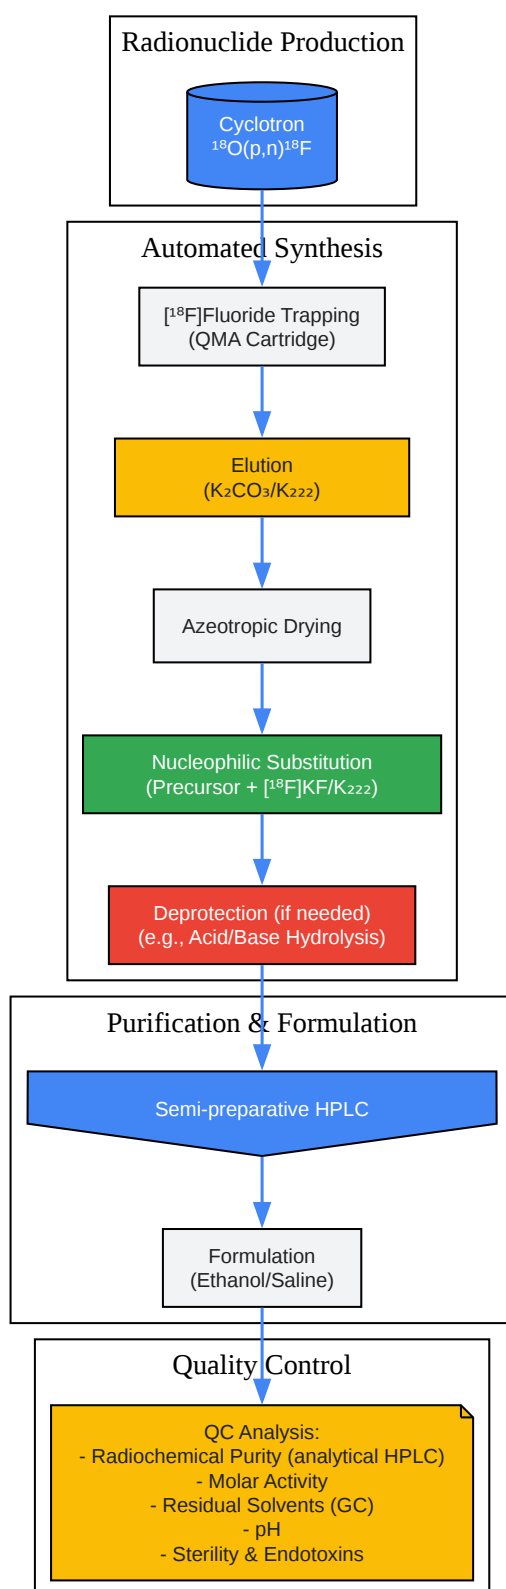 Radionuclide Production
Cyclotron
¹⁸O(p,n)¹⁸F
Automated Synthesis
[¹⁸F]Fluoride Trapping
(QMA Cartridge)
Elution
(K₂CO₃/K₂₂₂)
Azeotropic Drying
Nucleophilic Substitution
(Precursor + [¹⁸F]KF/K₂₂₂)
Deprotection (if needed)
(e.g., Acid/Base Hydrolysis)
Purification & Formulation
Semi-preparative HPLC
Formulation
(Ethanol/Saline)
Quality Control
QC Analysis:
- Radiochemical Purity (analytical HPLC)
- Molar Activity
- Residual Solvents (GC)
- pH
- Sterility & Endotoxins